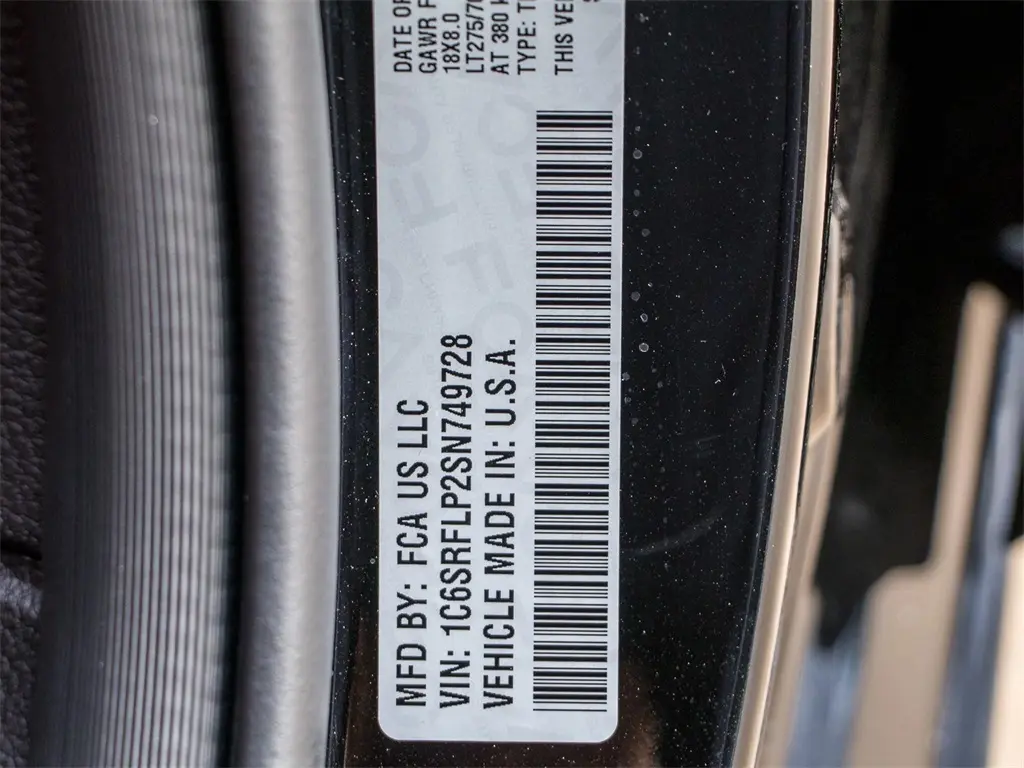 MFD BY: FCA US LLC
VIN: 1C6SRFLP2SN749728
VEHICLE MADE IN: U.S.A.
DATE OF
GAWR F
18X8.0
LT275/70
AT 380
TYPE:
THIS VE